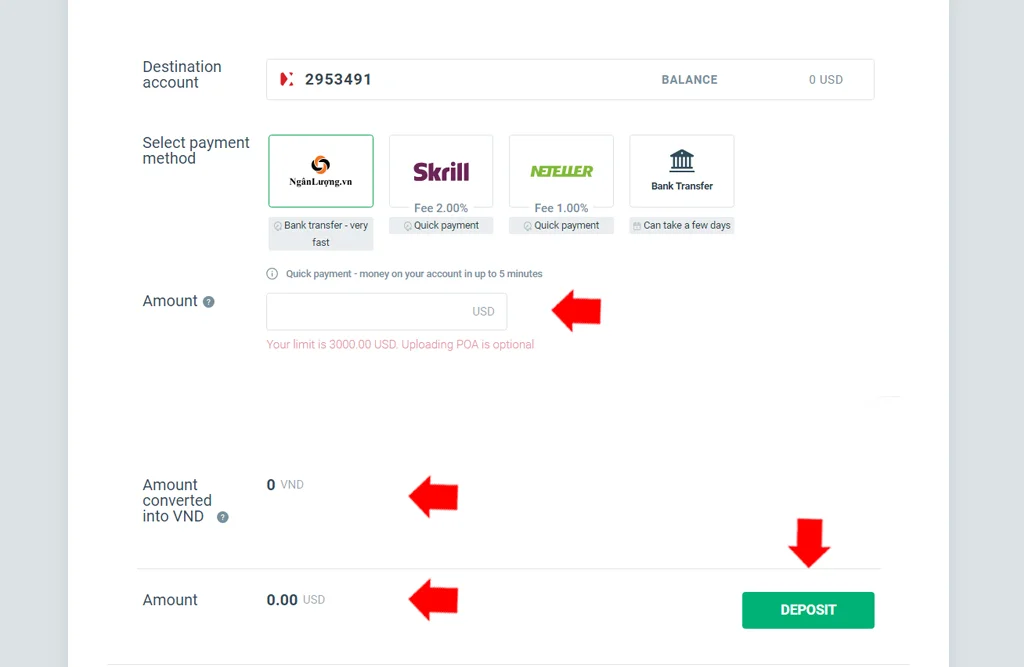 Destination account
2953491 BALANCE 0 USD
Select payment method
NgânLượng.vn
Skrill
NETELLER
Bank Transfer
Fee 2.00%
Fee 1.00%
Bank transfer - very
fast
Quick payment
Quick payment
Can take a few days
Quick payment - money on your account in up to 5 minutes
Amount ?
USD
Your limit is 3000.00 USD. Uploading POA is optional
Amount
converted
into VND ?
0 VND
Amount
0.00 USD
DEPOSIT